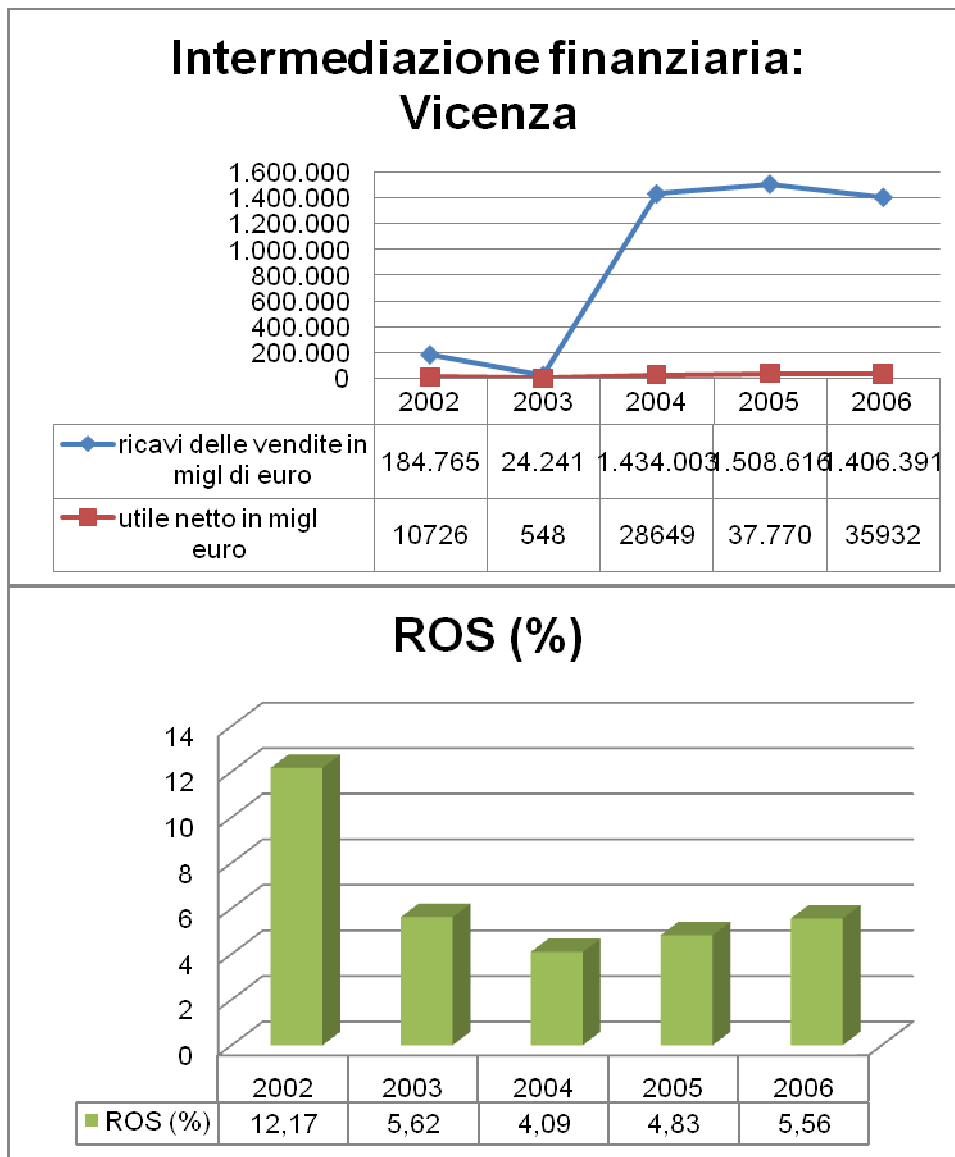 Intermediazione finanziaria:
Vicenza
1.600.000
1.400.000
1.200.000
1.000.000
800.000
600.000
400.000
200.000
0
2002 2003 2004 2005 2006
ricavi delle vendite in
migl di euro
184.765 24.241 1.434.003 1.508.616 1.406.391
utile netto in migl
euro
10726 548 28649 37.770 35932
ROS (%)
14
12
10
8
6
4
2
0
2002 2003 2004 2005 2006
ROS (%) 12,17 5,62 4,09 4,83 5,56